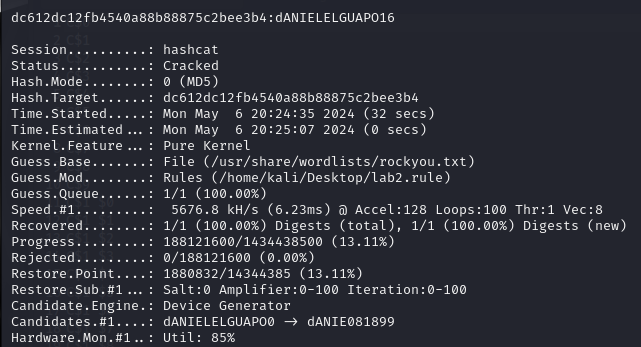 dc612dc12fb4540a88b88875c2bee3b4:dANIELELGUAPO16
Session..........: hashcat
Status...........: Cracked
Hash.Mode........: 0 (MD5)
Hash.Target......: dc612dc12fb4540a88b88875c2bee3b4
Time.Started.....: Mon May  6 20:24:35 2024 (32 secs)
Time.Estimated...: Mon May  6 20:25:07 2024 (0 secs)
Kernel.Feature...: Pure Kernel
Guess.Base.......: File (/usr/share/wordlists/rockyou.txt)
Guess.Mod........: Rules (/home/kali/Desktop/lab2.rule)
Guess.Queue......: 1/1 (100.00%)
Speed.#1.........:  5676.8 kH/s (6.23ms) @ Accel:128 Loops:100 Thr:1 Vec:8
Recovered........: 1/1 (100.00%) Digests (total), 1/1 (100.00%) Digests (new)
Progress.........: 188121600/1434438500 (13.11%)
Rejected.........: 0/188121600 (0.00%)
Restore.Point....: 1880832/14344385 (13.11%)
Restore.Sub.#1...: Salt:0 Amplifier:0-100 Iteration:0-100
Candidate.Engine.: Device Generator
Candidates.#1....: dANIELELGUAPO0 -> dANIE081899
Hardware.Mon.#1..: Util: 85%